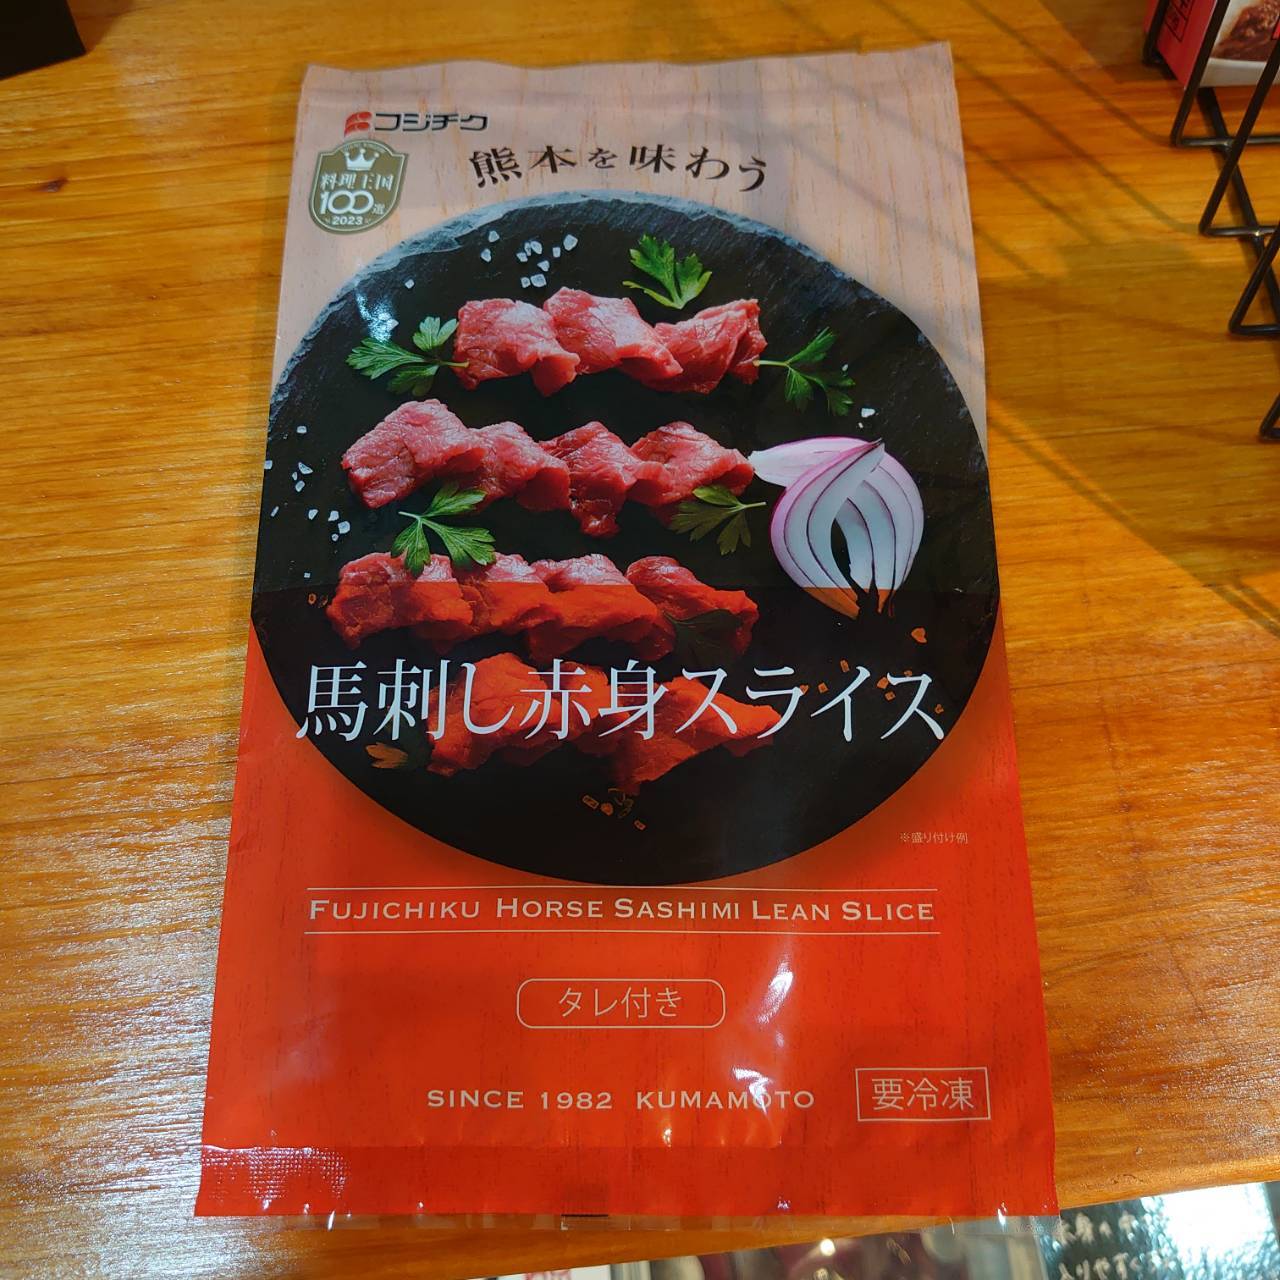 フジチク
料理王国
100選
2023
熊本を味わう
馬刺し赤身スライス
※盛り付け例
FUJICHIKU HORSE SASHIMI LEAN SLICE
タレ付き
SINCE 1982 KUMAMOTO
要冷凍